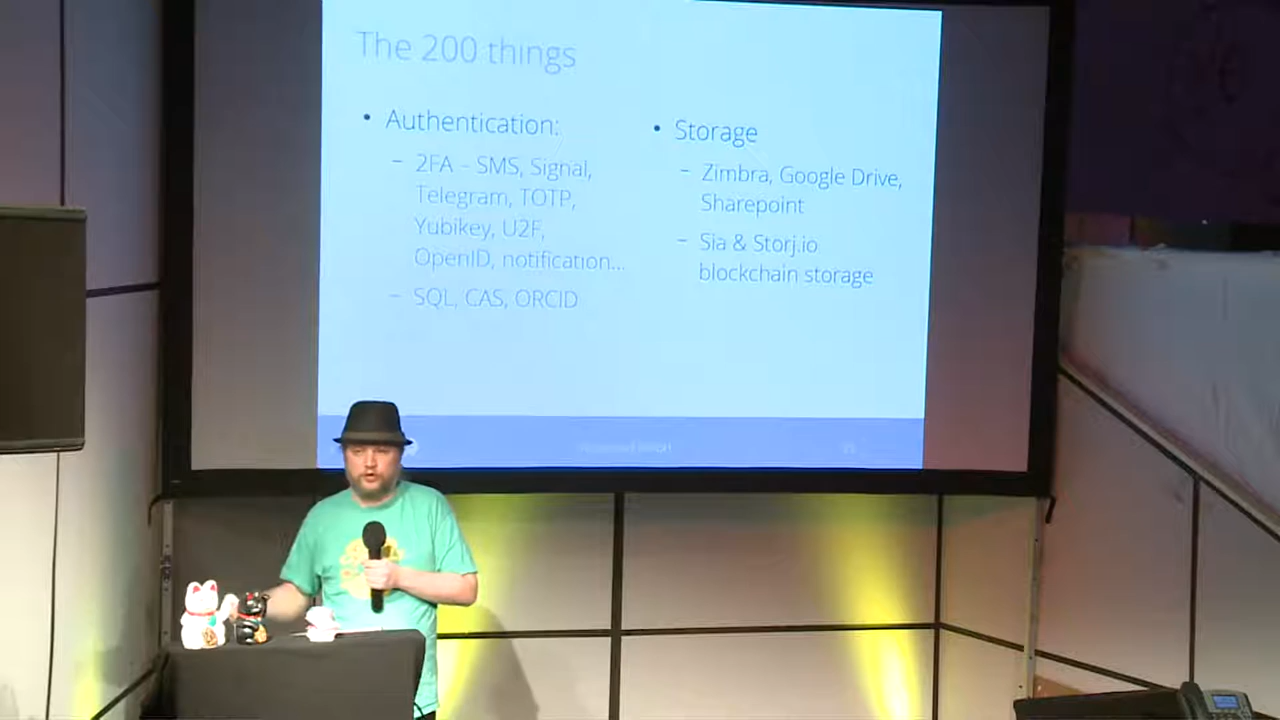 The 200 things
• Authentication:
– 2FA – SMS, Signal,
Telegram, TOTP,
Yubikey, U2F,
OpenID, notification...
– SQL, CAS, ORCID
• Storage
– Zimbra, Google Drive,
Sharepoint
– Sia & Storj.io
blockchain storage